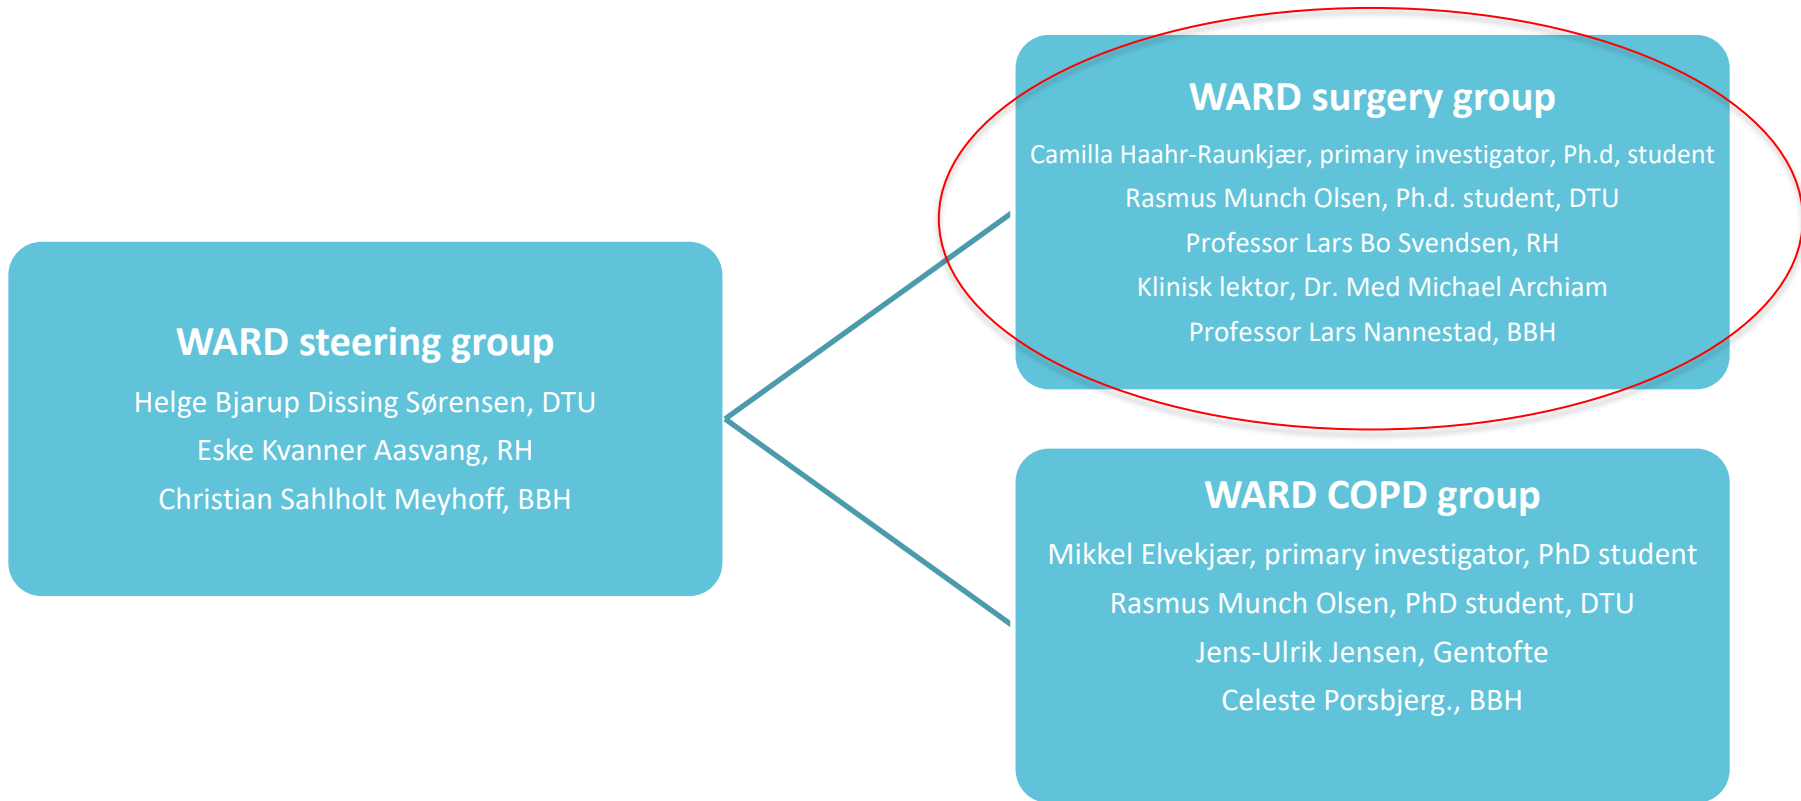 WARD steering group
Helge Bjarup Dissing Sørensen, DTU
Eske Kvanner Aasvang, RH
Christian Sahlholt Meyhoff, BBH
WARD surgery group
Camilla Haahr-Raunkjær, primary investigator, Ph.d, student
Rasmus Munch Olsen, Ph.d. student, DTU
Professor Lars Bo Svendsen, RH
Klinisk lektor, Dr. Med Michael Archiam
Professor Lars Nannestad, BBH
WARD COPD group
Mikkel Elvekjær, primary investigator, PhD student
Rasmus Munch Olsen, PhD student, DTU
Jens-Ulrik Jensen, Gentofte
Celeste Porsbjerg., BBH